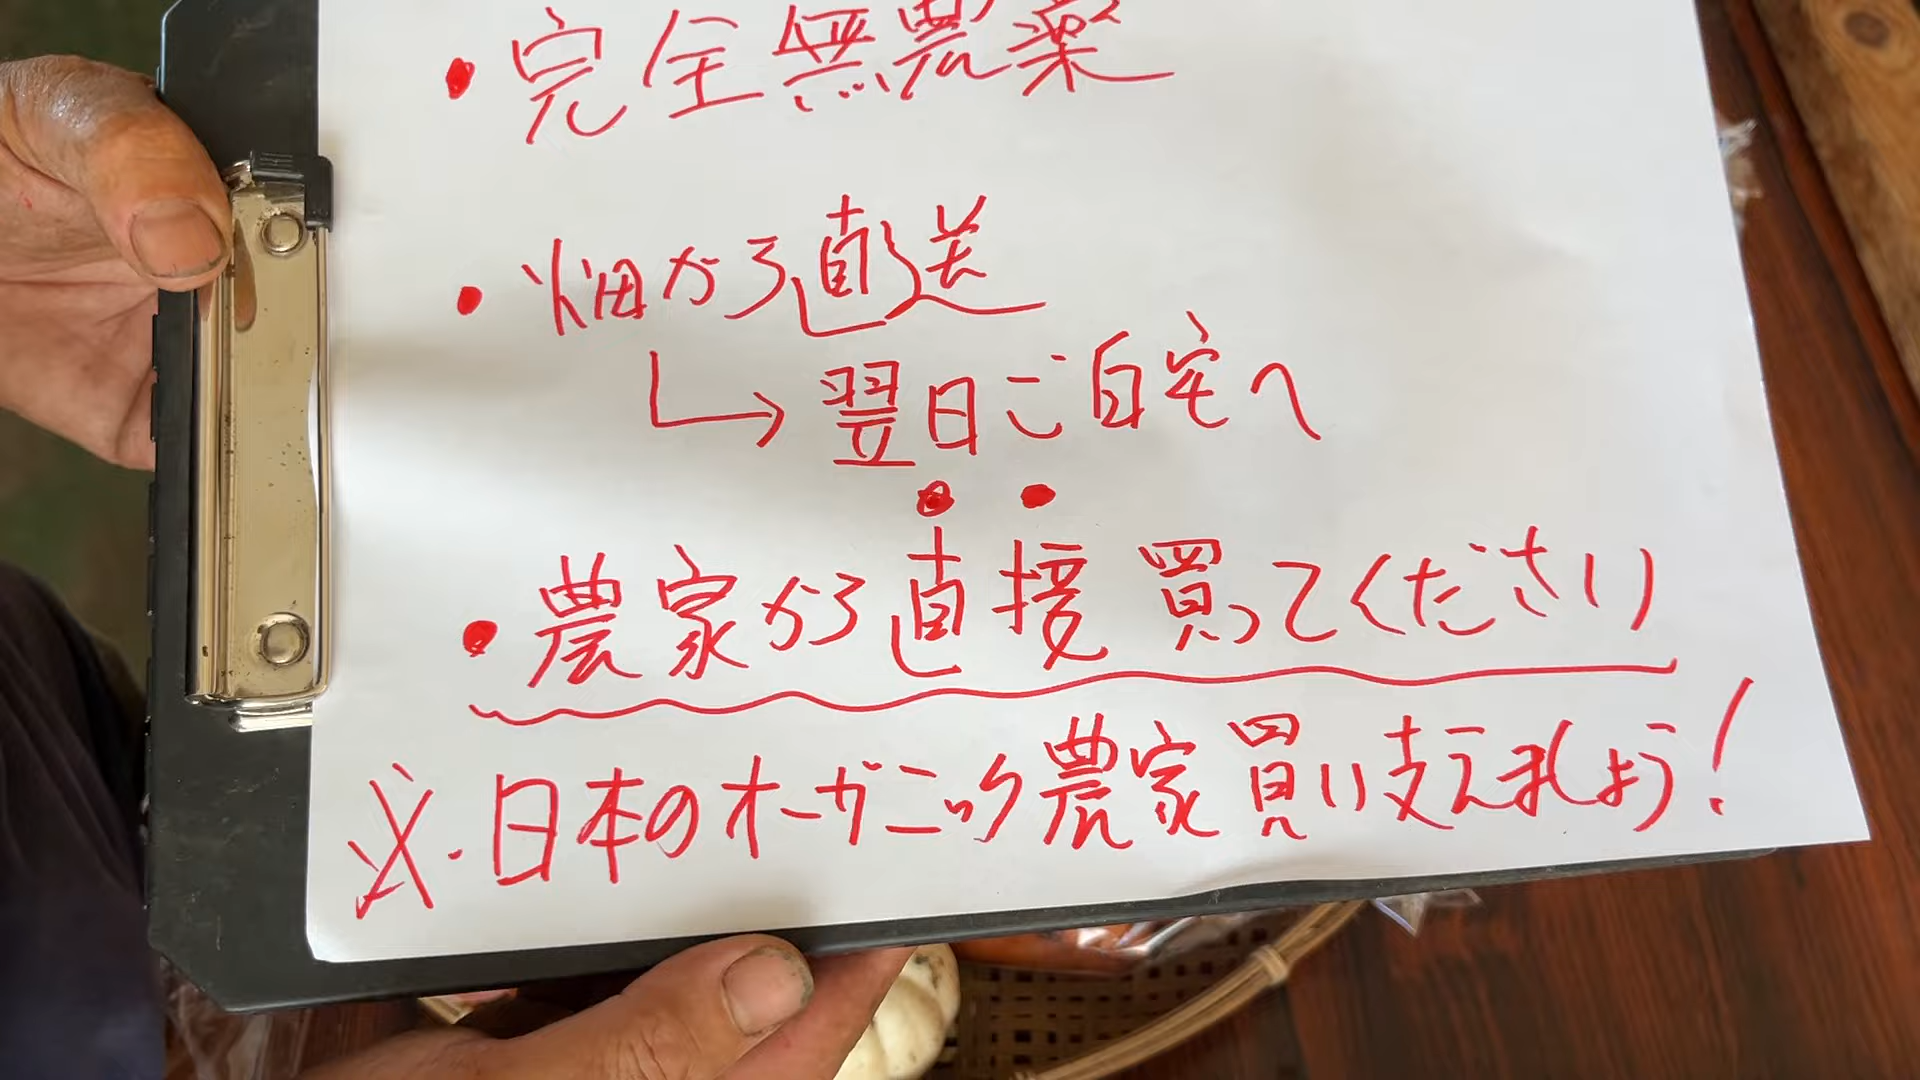 ・完全無農薬
・畑から直送
→翌日ご自宅へ
・農家から直接買ってください
※・日本のオーガニック農家買い支えましょう!